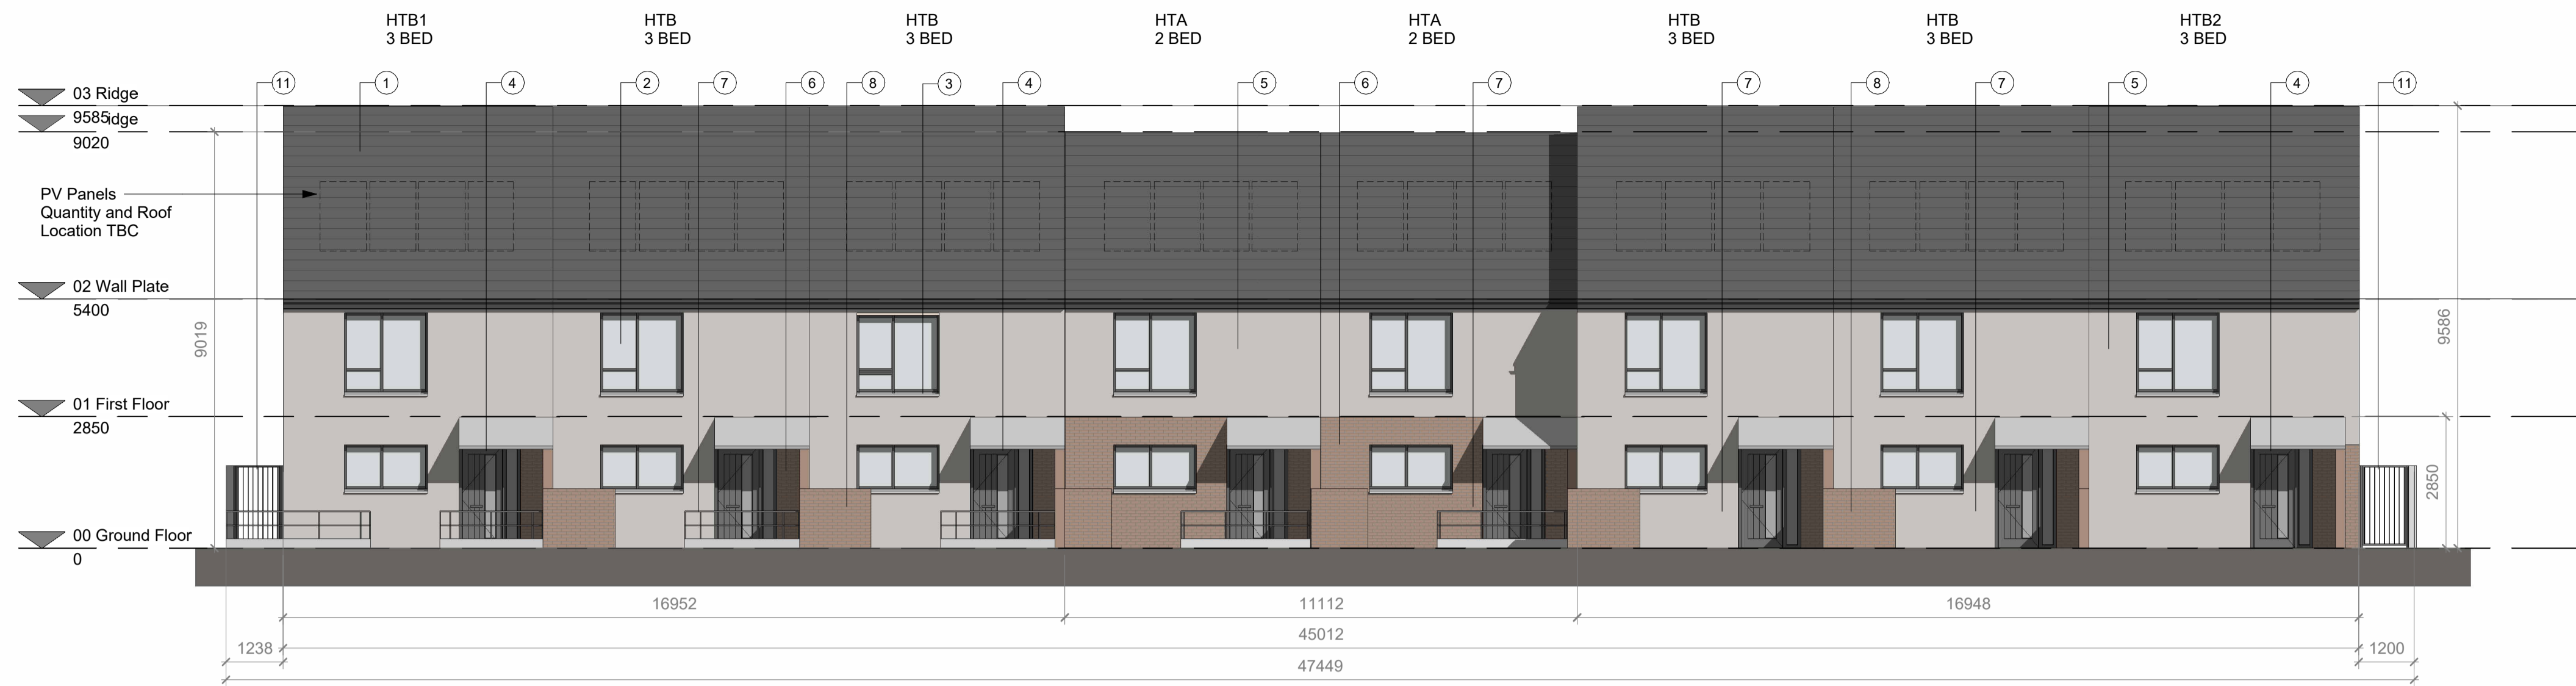 HTB1
3 BED
HTB
3 BED
HTB
3 BED
HTA
2 BED
HTA
2 BED
HTB
3 BED
HTB
3 BED
HTB2
3 BED
11 1 4 2 7 6 8 3 4 5 6 7 7 8 7 5 4 11
03 Ridge
9585
9020
PV Panels
Quantity and Roof
Location TBC
02 Wall Plate
5400
9019
9586
01 First Floor
2850
2850
00 Ground Floor
0
16952 11112 16948
45012
1238 1200
47449